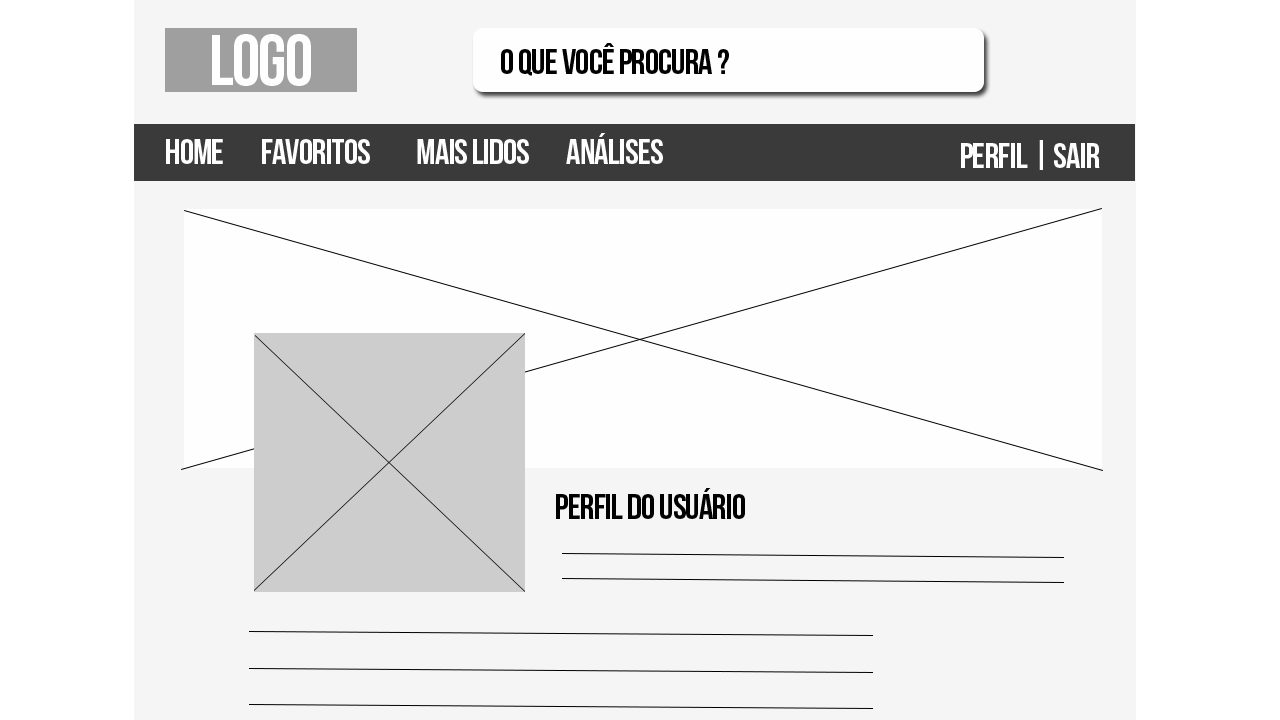 LOGO
O QUE VOCÊ PROCURA ?
HOME FAVORITOS MAIS LIDOS ANÁLISES PERFIL | SAIR
PERFIL DO USUÁRIO